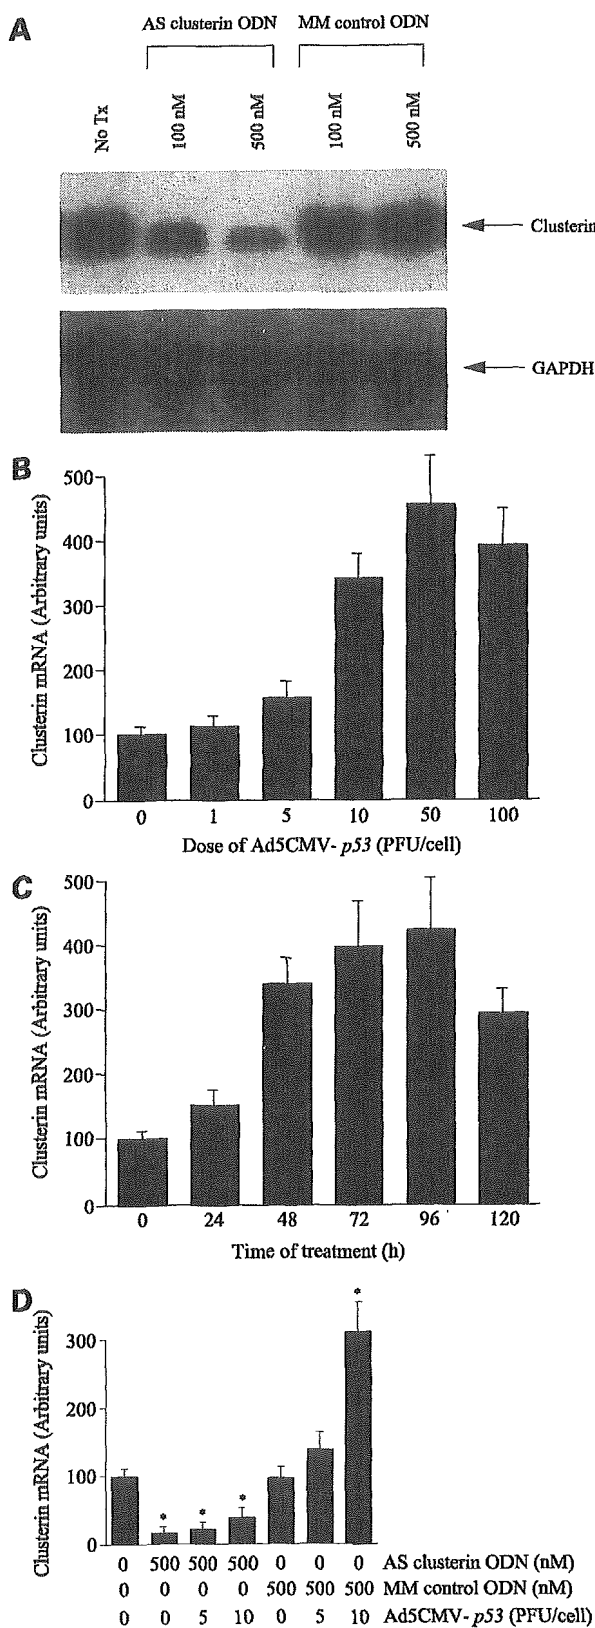 A
AS clusterin ODN MM control ODN
No Tx 100 nM 500 nM 100 nM 500 nM
Clusterin
GAPDH
B
Clusterin mRNA (Arbitrary units)
500
400
300
200
100
0
0 1 5 10 50 100
Dose of Ad5CMV- p53 (PFU/cell)
C
Clusterin mRNA (Arbitrary units)
500
400
300
200
100
0
0 24 48 72 96 120
Time of treatment (h)
D
Clusterin mRNA (Arbitrary units)
300
200
100
0
* * * *
0 500 500 500 0 0 0 AS clusterin ODN (nM)
0 0 0 0 500 500 500 MM control ODN (nM)
0 0 5 10 0 5 10 Ad5CMV- p53 (PFU/cell)